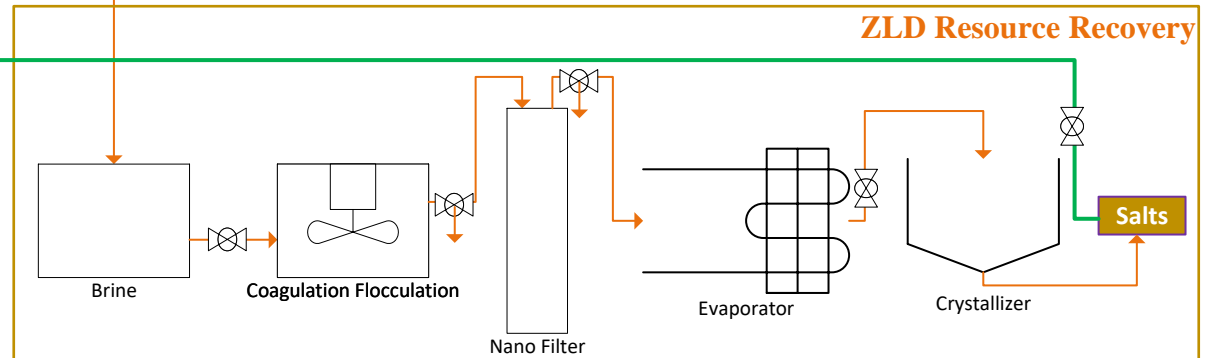 ZLD Resource Recovery
Salts
Brine
Coagulation Flocculation
Evaporator
Crystallizer
Nano Filter